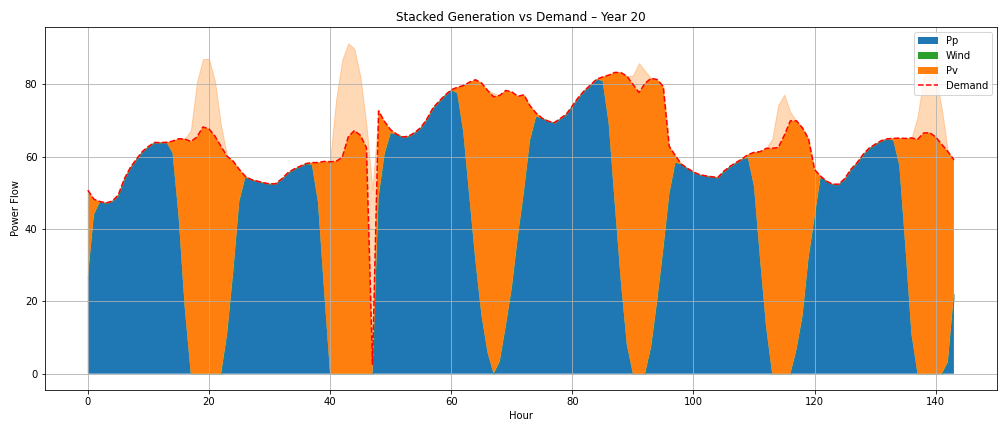 Stacked Generation vs Demand – Year 20
Pp
Wind
Pv
Demand
Power Flow
80
60
40
20
0
0 20 40 60 80 100 120 140
Hour